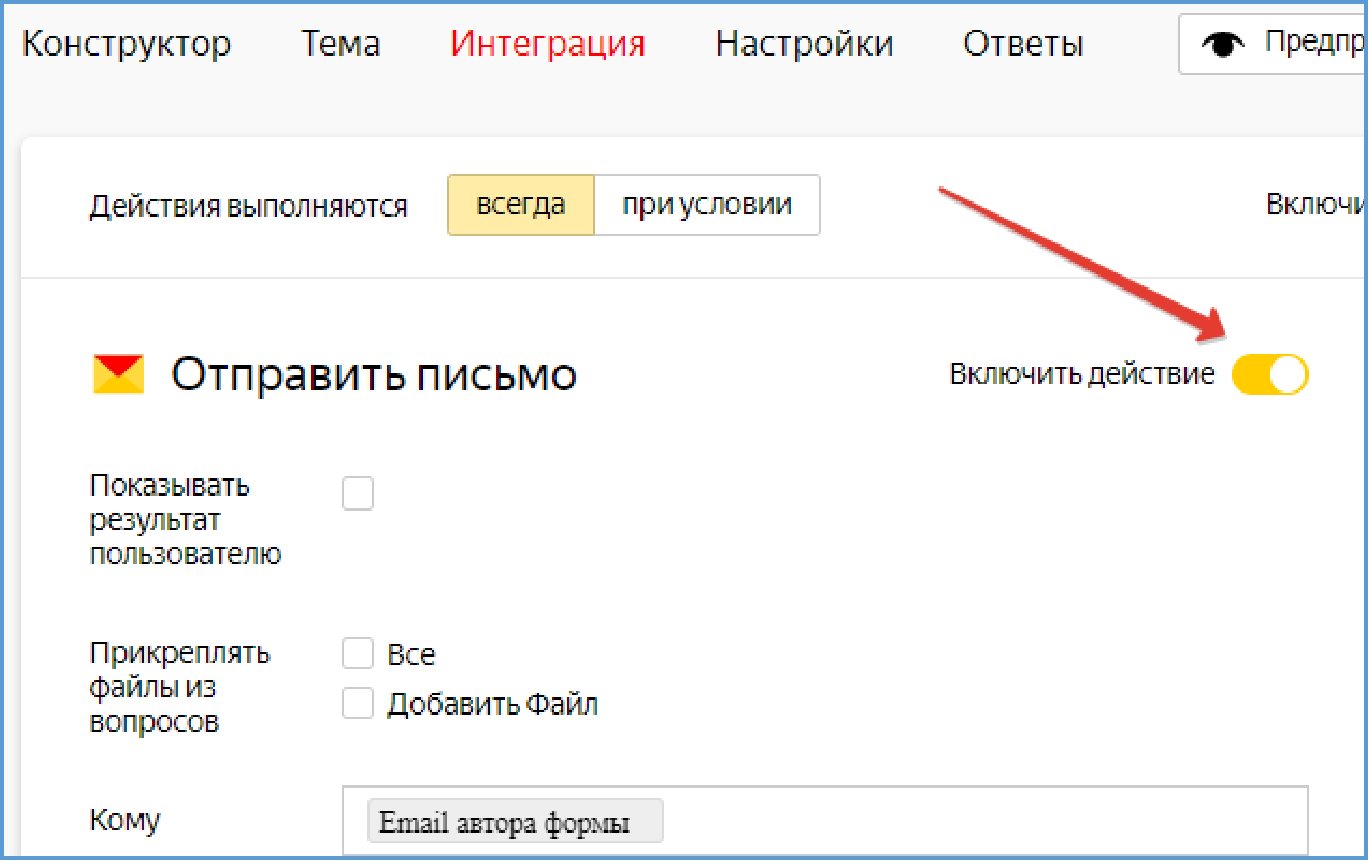 Конструктор Тема Интеграция Настройки Ответы Предпр
Действия выполняются всегда при условии Включи
Отправить письмо Включить действие
Показывать
результат
пользователю
Прикреплять
файлы из
вопросов
Все
Добавить Файл
Кому Email автора формы